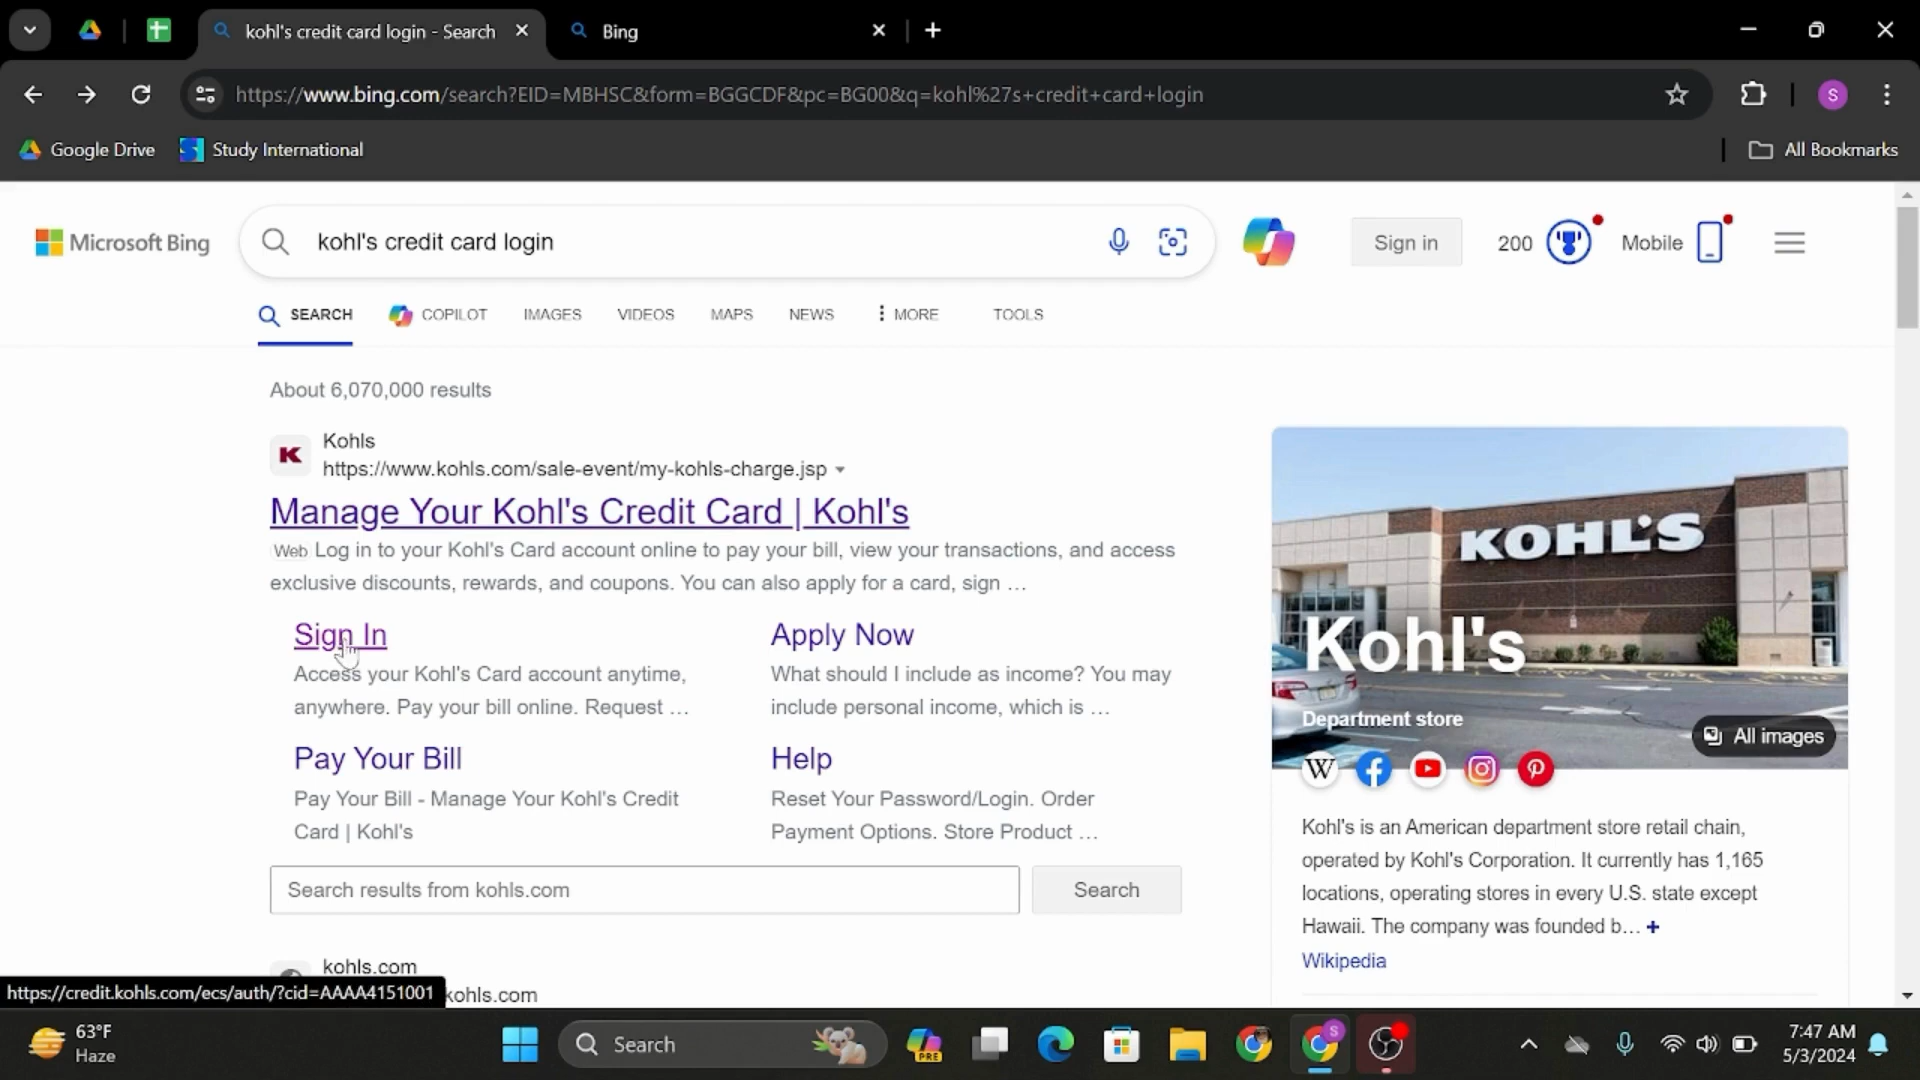 kohl's credit card login - Search
Bing
https://www.bing.com/search?EID=MBHSC&form=BGGCDF&pc=BG00&q=kohl%27s+credit+card+login
S
Google Drive
Study International
All Bookmarks
Microsoft Bing
kohl's credit card login
Sign in
200
Mobile
SEARCH
COPILOT
IMAGES
VIDEOS
MAPS
NEWS
MORE
TOOLS
About 6,070,000 results
K
Kohls
https://www.kohls.com/sale-event/my-kohls-charge.jsp
Manage Your Kohl's Credit Card | Kohl's
Web Log in to your Kohl's Card account online to pay your bill, view your transactions, and access
exclusive discounts, rewards, and coupons. You can also apply for a card, sign ...
Sign In
Access your Kohl's Card account anytime,
anywhere. Pay your bill online. Request ...
Apply Now
What should I include as income? You may
include personal income, which is ...
Pay Your Bill
Pay Your Bill - Manage Your Kohl's Credit
Card | Kohl's
Help
Reset Your Password/Login. Order
Payment Options. Store Product ...
Search results from kohls.com
Search
kohls.com
kohls.com
https://credit.kohls.com/ecs/auth/?cid=AAAA4151001
KOHL'S
Kohl's
Department store
All images
W
Kohl's is an American department store retail chain,
operated by Kohl's Corporation. It currently has 1,165
locations, operating stores in every U.S. state except
Hawaii. The company was founded b... +
Wikipedia
63°F
Haze
Search
PRE
S
7:47 AM
5/3/2024